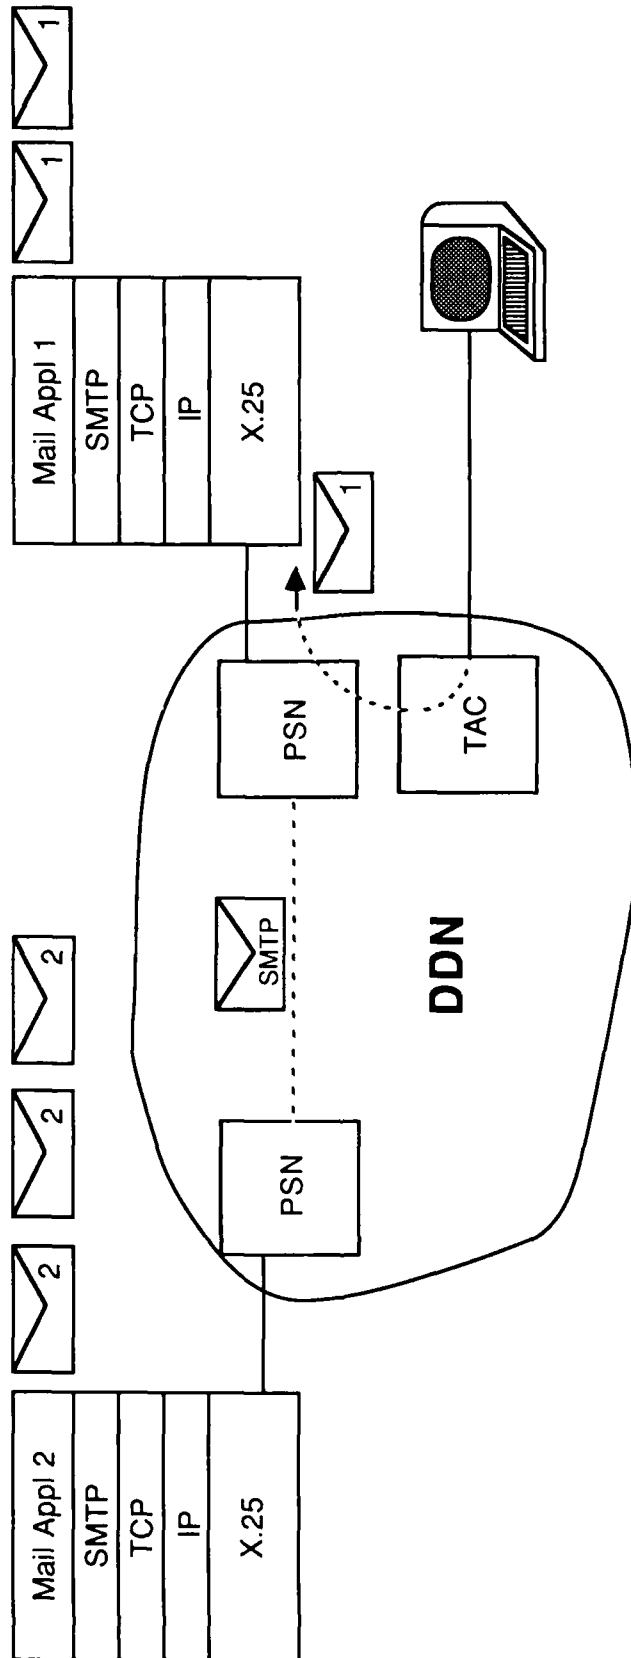 Mail Appl 2
SMTP
TCP
IP
X.25
2
2
2
Mail Appl 1
SMTP
TCP
IP
X.25
1
1
PSN
SMTP
PSN
1
DDN
TAC